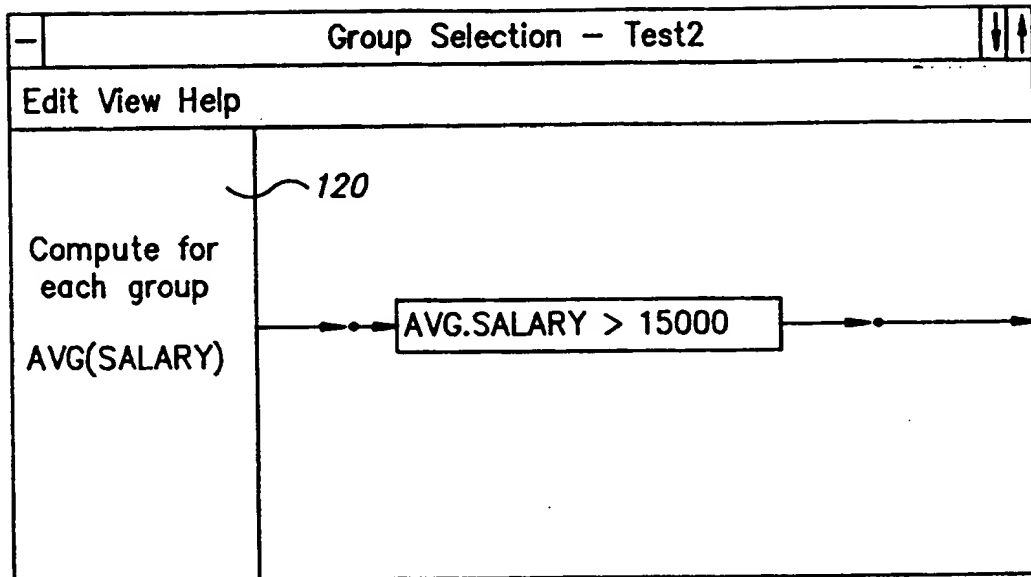 Group Selection - Test2
Edit View Help
120
Compute for
each group
AVG(SALARY)
AVG.SALARY > 15000